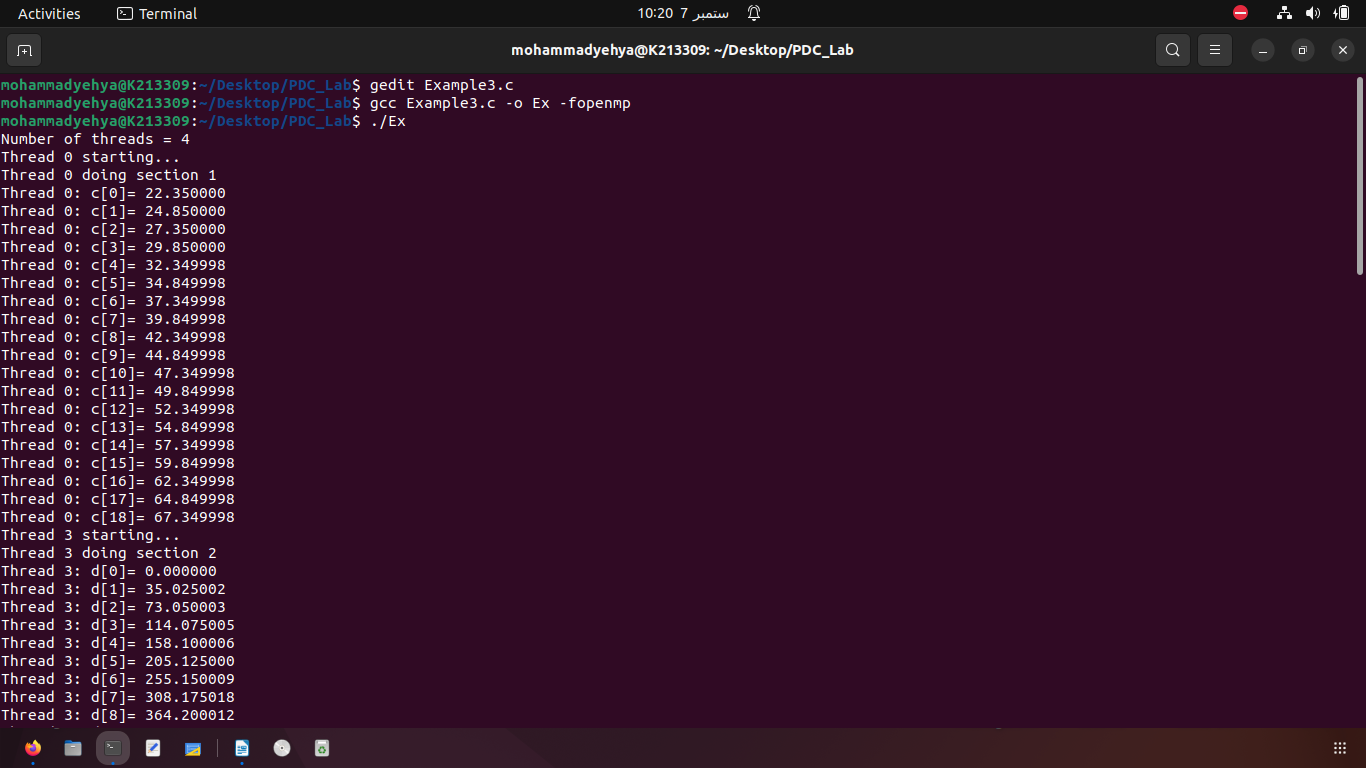 Activities
Terminal
10:20 7 ستمبر
mohammadyehya@K213309: ~/Desktop/PDC_Lab
mohammadyehya@K213309:~/Desktop/PDC_Lab$ gedit Example3.c
mohammadyehya@K213309:~/Desktop/PDC_Lab$ gcc Example3.c -o Ex -fopenmp
mohammadyehya@K213309:~/Desktop/PDC_Lab$ ./Ex
Number of threads = 4
Thread 0 starting...
Thread 0 doing section 1
Thread 0: c[0]= 22.350000
Thread 0: c[1]= 24.850000
Thread 0: c[2]= 27.350000
Thread 0: c[3]= 29.850000
Thread 0: c[4]= 32.349998
Thread 0: c[5]= 34.849998
Thread 0: c[6]= 37.349998
Thread 0: c[7]= 39.849998
Thread 0: c[8]= 42.349998
Thread 0: c[9]= 44.849998
Thread 0: c[10]= 47.349998
Thread 0: c[11]= 49.849998
Thread 0: c[12]= 52.349998
Thread 0: c[13]= 54.849998
Thread 0: c[14]= 57.349998
Thread 0: c[15]= 59.849998
Thread 0: c[16]= 62.349998
Thread 0: c[17]= 64.849998
Thread 0: c[18]= 67.349998
Thread 3 starting...
Thread 3 doing section 2
Thread 3: d[0]= 0.000000
Thread 3: d[1]= 35.025002
Thread 3: d[2]= 73.050003
Thread 3: d[3]= 114.075005
Thread 3: d[4]= 158.100006
Thread 3: d[5]= 205.125000
Thread 3: d[6]= 255.150009
Thread 3: d[7]= 308.175018
Thread 3: d[8]= 364.200012